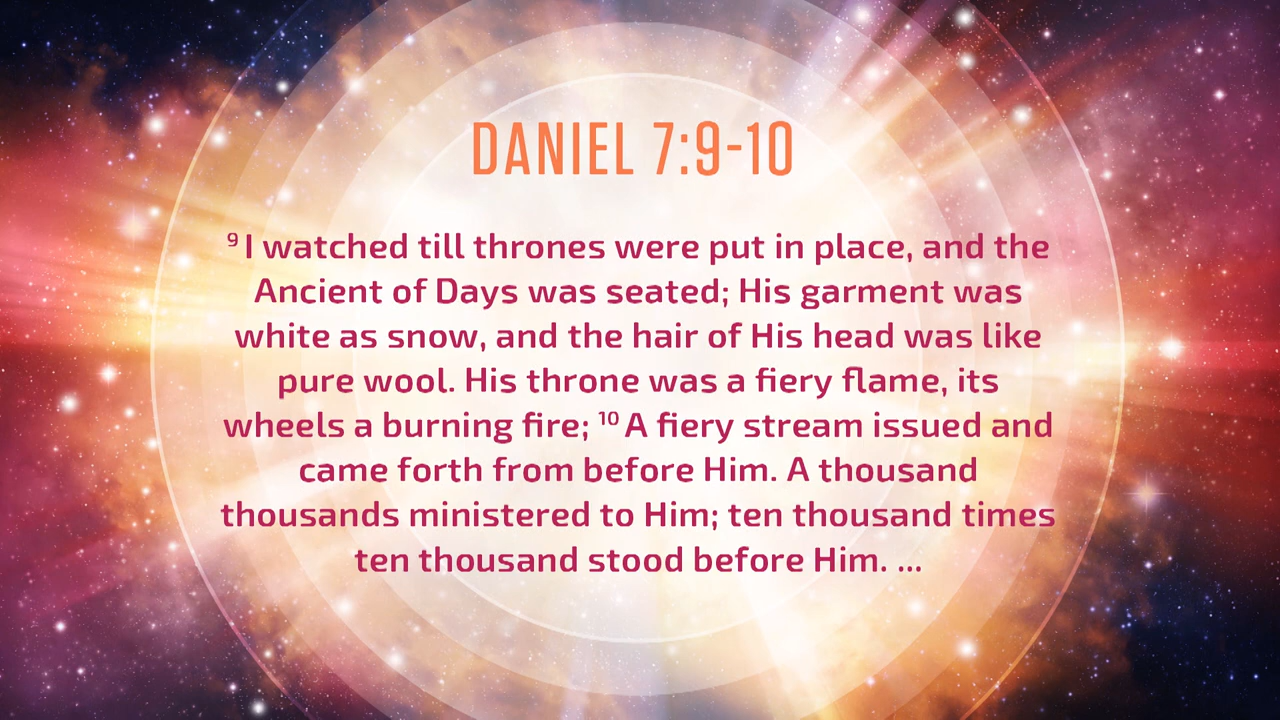 DANIEL 7:9-10
⁹ I watched till thrones were put in place, and the
Ancient of Days was seated; His garment was
white as snow, and the hair of His head was like
pure wool. His throne was a fiery flame, its
wheels a burning fire; ¹⁰ A fiery stream issued and
came forth from before Him. A thousand
thousands ministered to Him; ten thousand times
ten thousand stood before Him. ...